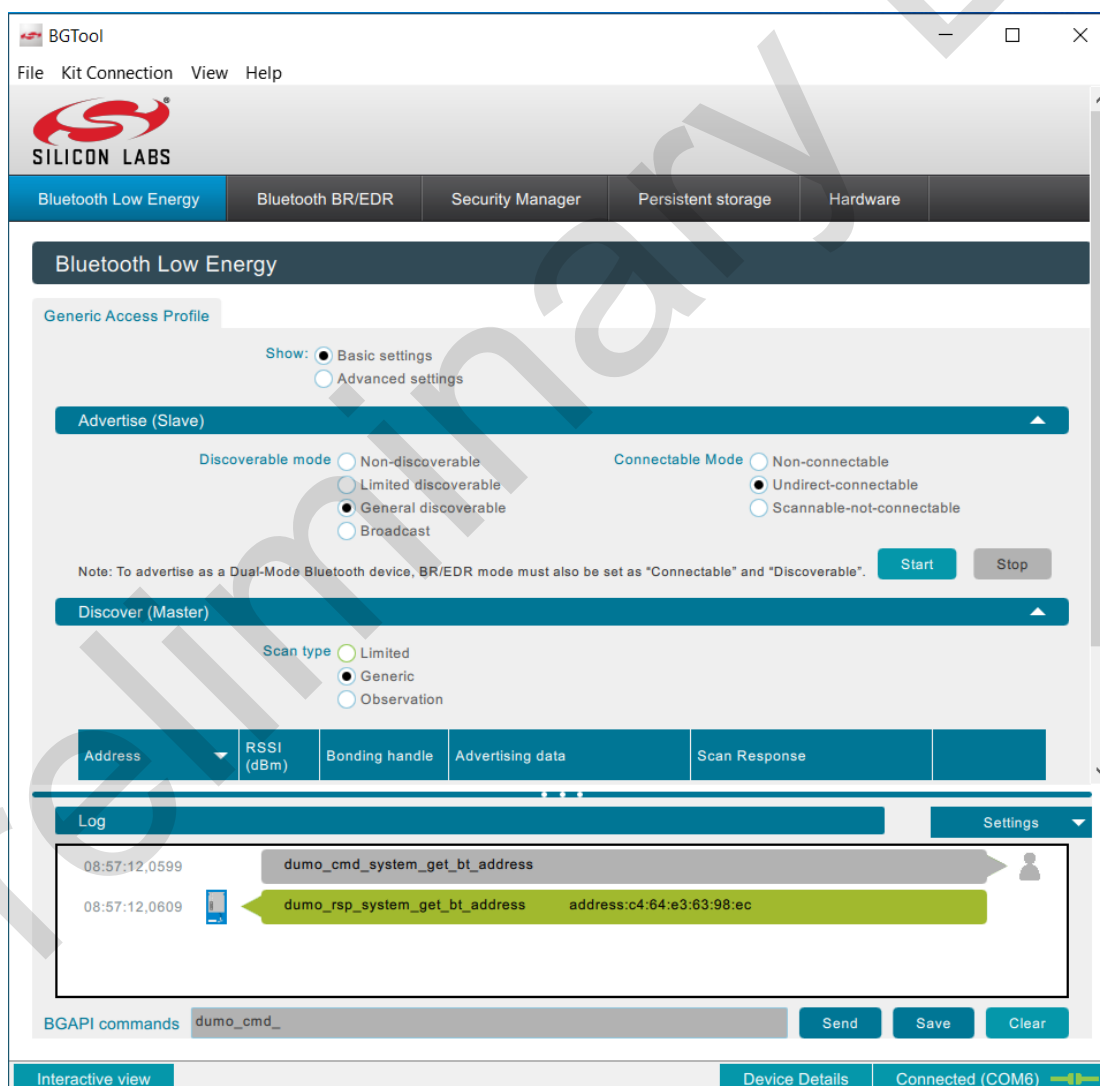 BGTool
File Kit Connection View Help
SILICON LABS
Bluetooth Low Energy Bluetooth BR/EDR Security Manager Persistent storage Hardware
Bluetooth Low Energy
Generic Access Profile
Show: Basic settings
Advanced settings
Advertise (Slave)
Discoverable mode Non-discoverable Connectable Mode Non-connectable
Limited discoverable Undirect-connectable
General discoverable Scannable-not-connectable
Broadcast
Note: To advertise as a Dual-Mode Bluetooth device, BR/EDR mode must also be set as "Connectable" and "Discoverable". Start Stop
Discover (Master)
Scan type Limited
Generic
Observation
Address RSSI (dBm) Bonding handle Advertising data Scan Response
Log Settings
08:57:12,0599 dumo_cmd_system_get_bt_address
08:57:12,0609 dumo_rsp_system_get_bt_address address:c4:64:e3:63:98:ec
BGAPI commands dumo_cmd_ Send Save Clear
Interactive view Device Details Connected (COM6)